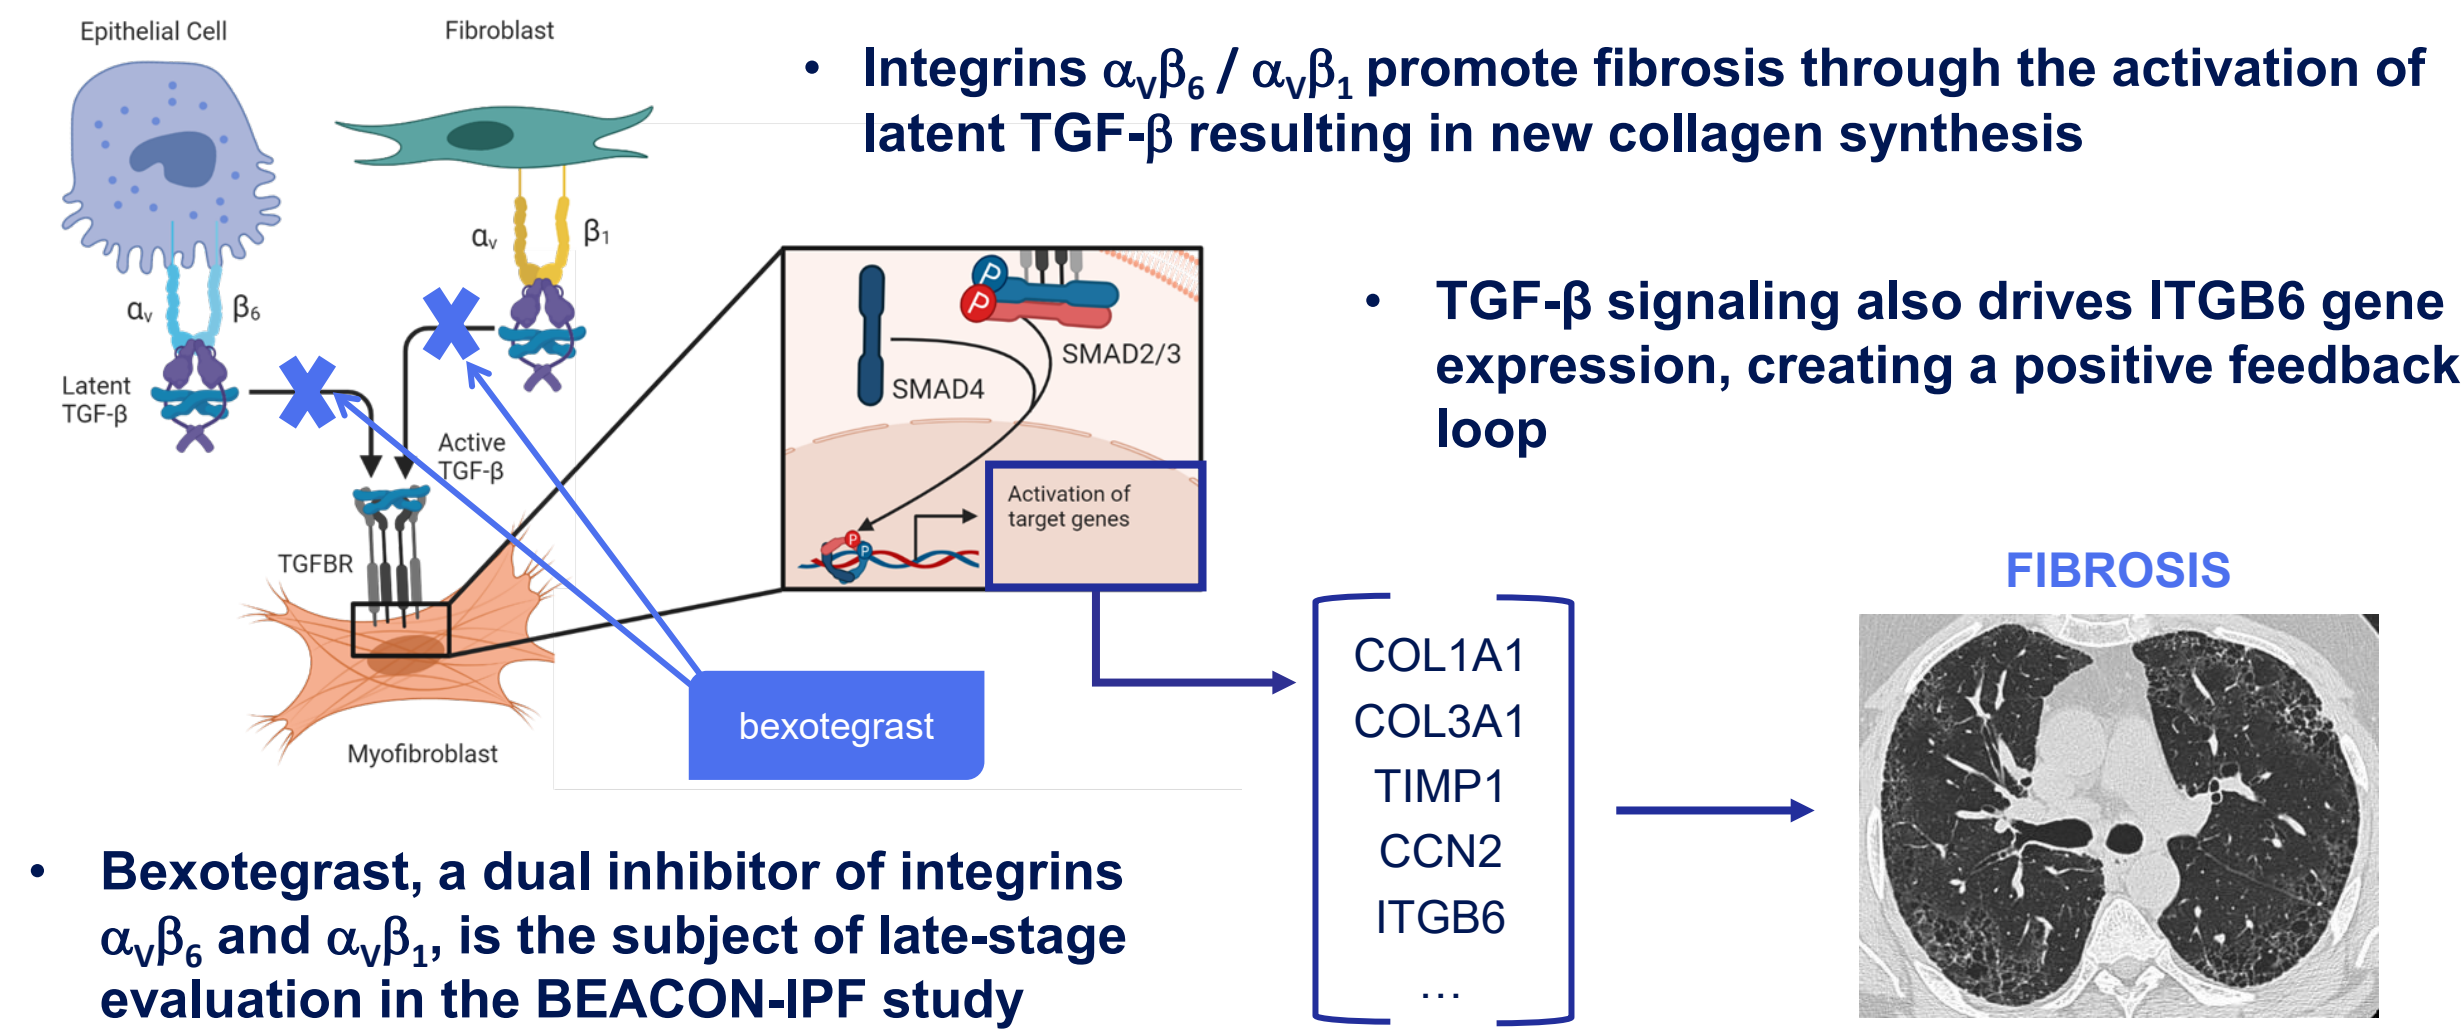 Epithelial Cell
Fibroblast
• Integrins αvβ6 / αvβ1 promote fibrosis through the activation of
latent TGF-β resulting in new collagen synthesis
αv
β1
αv
β6
Latent
TGF-β
Active
TGF-β
TGFBR
Myofibroblast
P
P
SMAD2/3
SMAD4
Activation of
target genes
P
P
• TGF-β signaling also drives ITGB6 gene
expression, creating a positive feedback
loop
bexotegrast
COL1A1
COL3A1
TIMP1
CCN2
ITGB6
…
FIBROSIS
• Bexotegrast, a dual inhibitor of integrins
αvβ6 and αvβ1, is the subject of late-stage
evaluation in the BEACON-IPF study